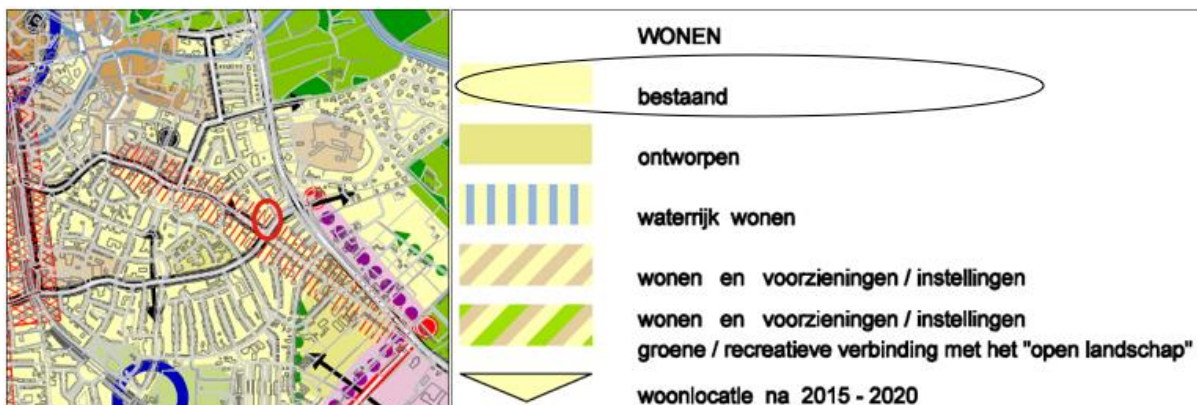 WONEN
bestaand
ontworpen
waterrijk wonen
wonen en voorzieningen / instellingen
wonen en voorzieningen / instellingen
groene / recreatieve verbinding met het "open landschap"
woonlocatie na 2015 - 2020